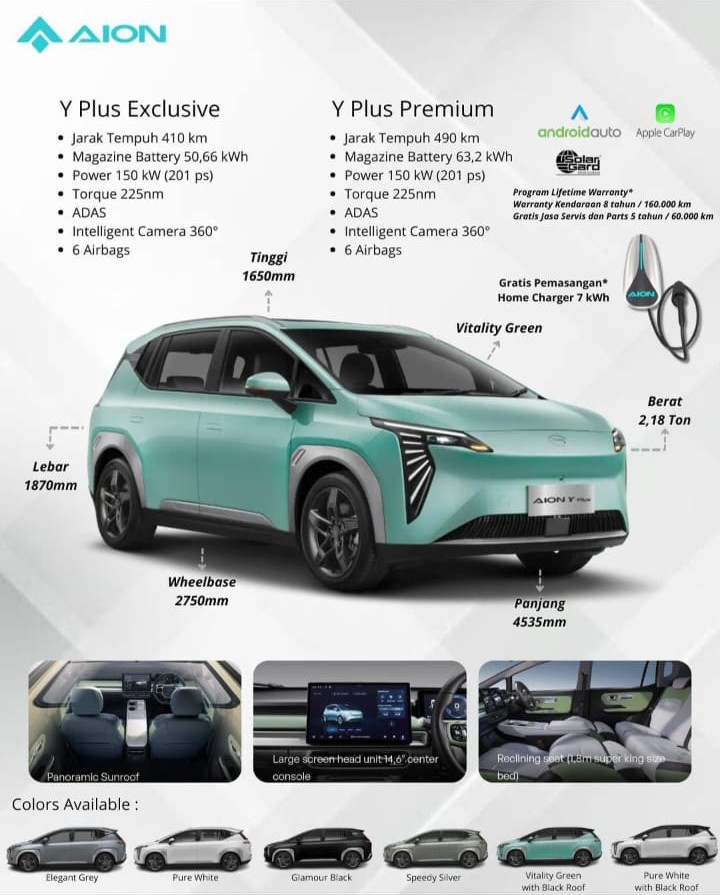 AION
Y Plus Exclusive
• Jarak Tempuh 410 km
• Magazine Battery 50,66 kWh
• Power 150 kW (201 ps)
• Torque 225nm
• ADAS
• Intelligent Camera 360°
• 6 Airbags
Y Plus Premium
• Jarak Tempuh 490 km
• Magazine Battery 63,2 kWh
• Power 150 kW (201 ps)
• Torque 225nm
• ADAS
• Intelligent Camera 360°
• 6 Airbags
androidauto
Apple CarPlay
Solar
Gard
Program Lifetime Warranty*
Warranty Kendaraan 8 tahun / 160.000 km
Gratis Jasa Servis dan Parts 5 tahun / 60.000 km
Gratis Pemasangan*
Home Charger 7 kWh
AION
Tinggi
1650mm
Vitality Green
Berat
2,18 Ton
Lebar
1870mm
AION Y Plus
Wheelbase
2750mm
Panjang
4535mm
Panoramic Sunroof
Large screen head unit 14,6" center
console
Reclining seat (1,8m super king size
bed)
Colors Available :
Elegant Grey
Pure White
Glamour Black
Speedy Silver
Vitality Green
with Black Roof
Pure White
with Black Roof